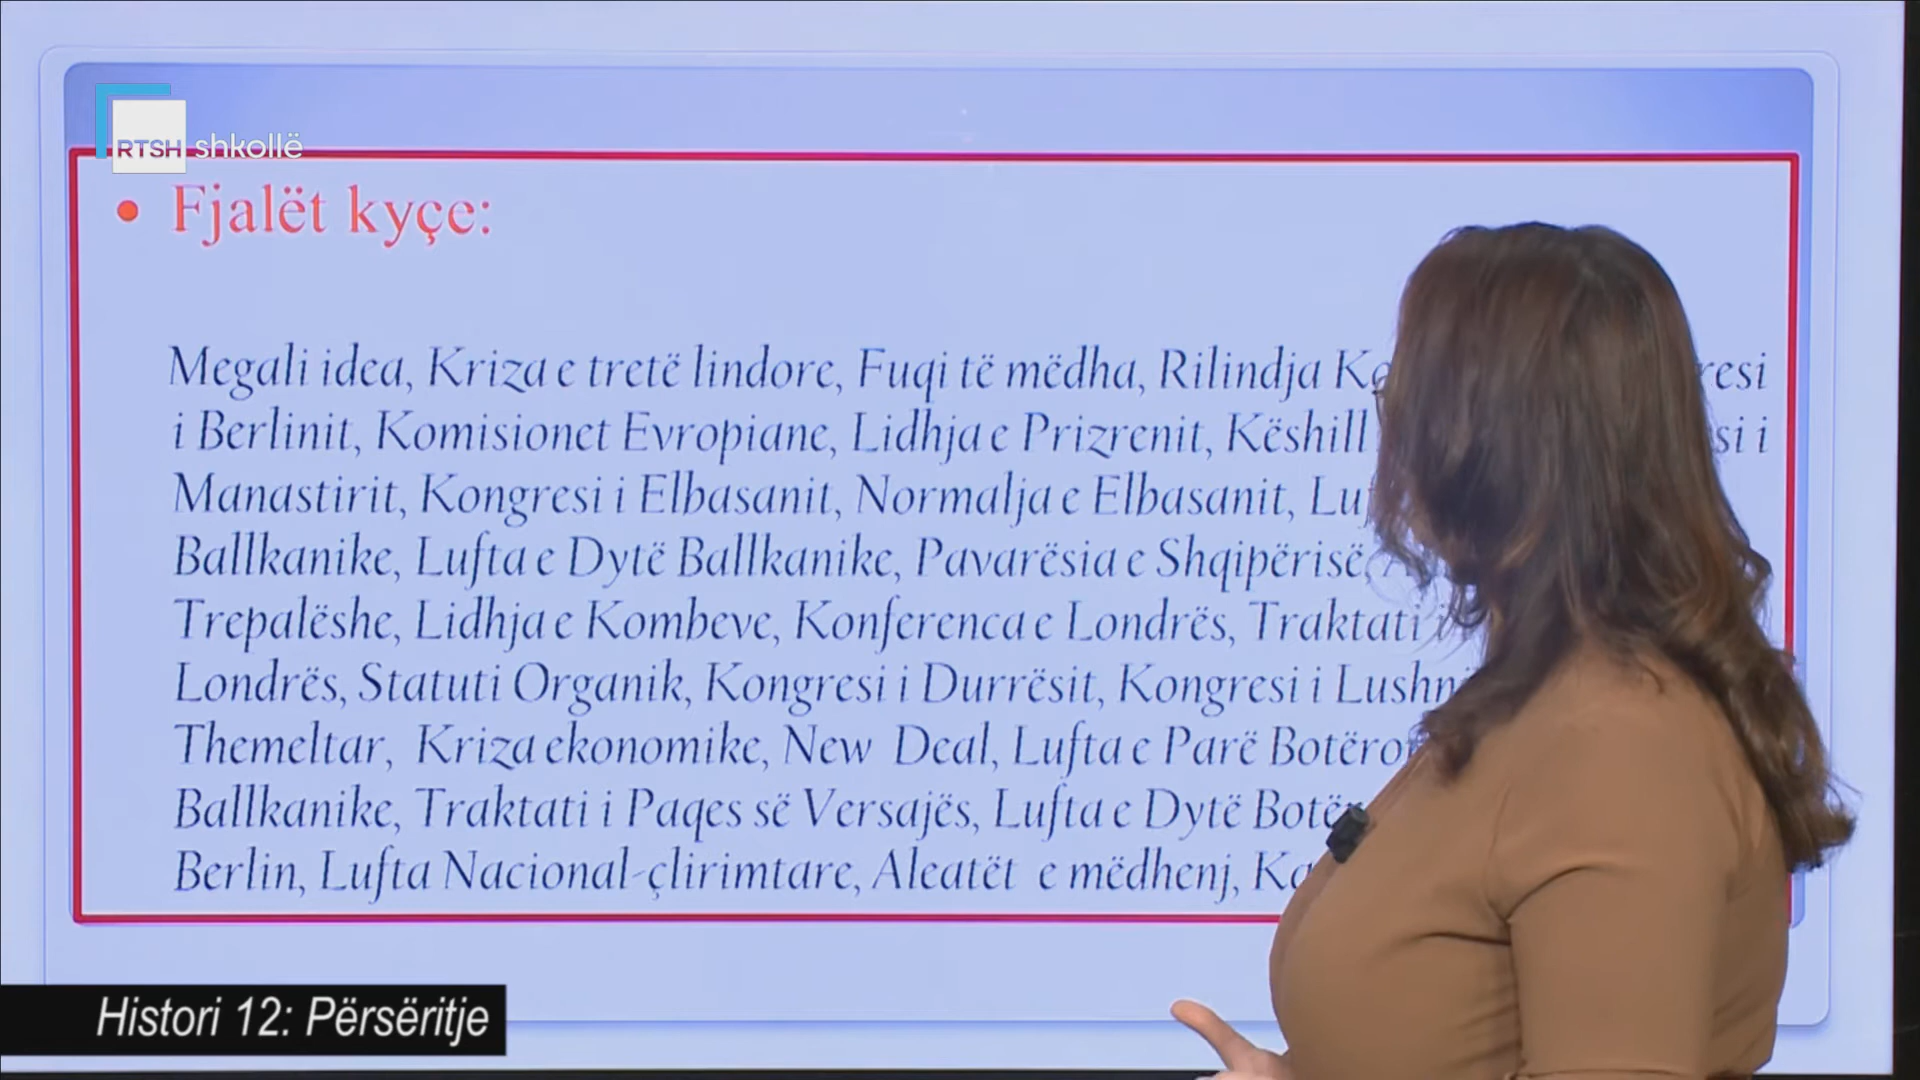 RTSH shkollë
• Fjalët kyçe:
Megali idea, Kriza e tretë lindore, Fuqi të mëdha, Rilindja
i Berlinit, Komisionet Evropiane, Lidhja e Prizrenit, Këshill i
Manastirit, Kongresi i Elbasanit, Normalja e Elbasanit,
Ballkanike, Lufta e Dytë Ballkanike, Pavarësia e Shqipërisë,
Trepalëshe, Lidhja e Kombeve, Konferenca e Londrës, Traktati i
Londrës, Statuti Organik, Kongresi i Durrësit, Kongresi i
Themeltar, Kriza ekonomike, New Deal, Lufta e Parë
Ballkanike, Traktati i Paqes së Versajës, Lufta e Dytë
Berlin, Lufta Nacional-çlirimtare, Aleatët e mëdhenj,
Histori 12: Përsëritje